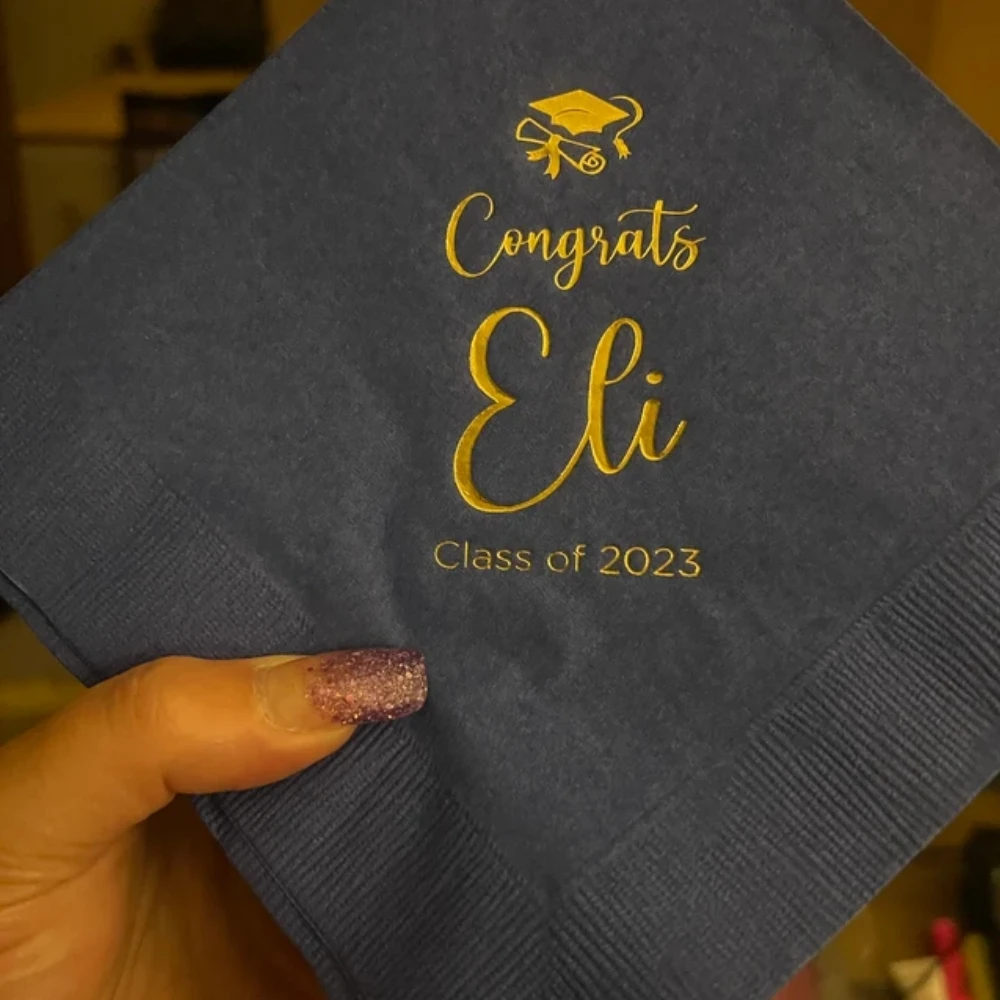 Congrats
Eli
Class of 2023